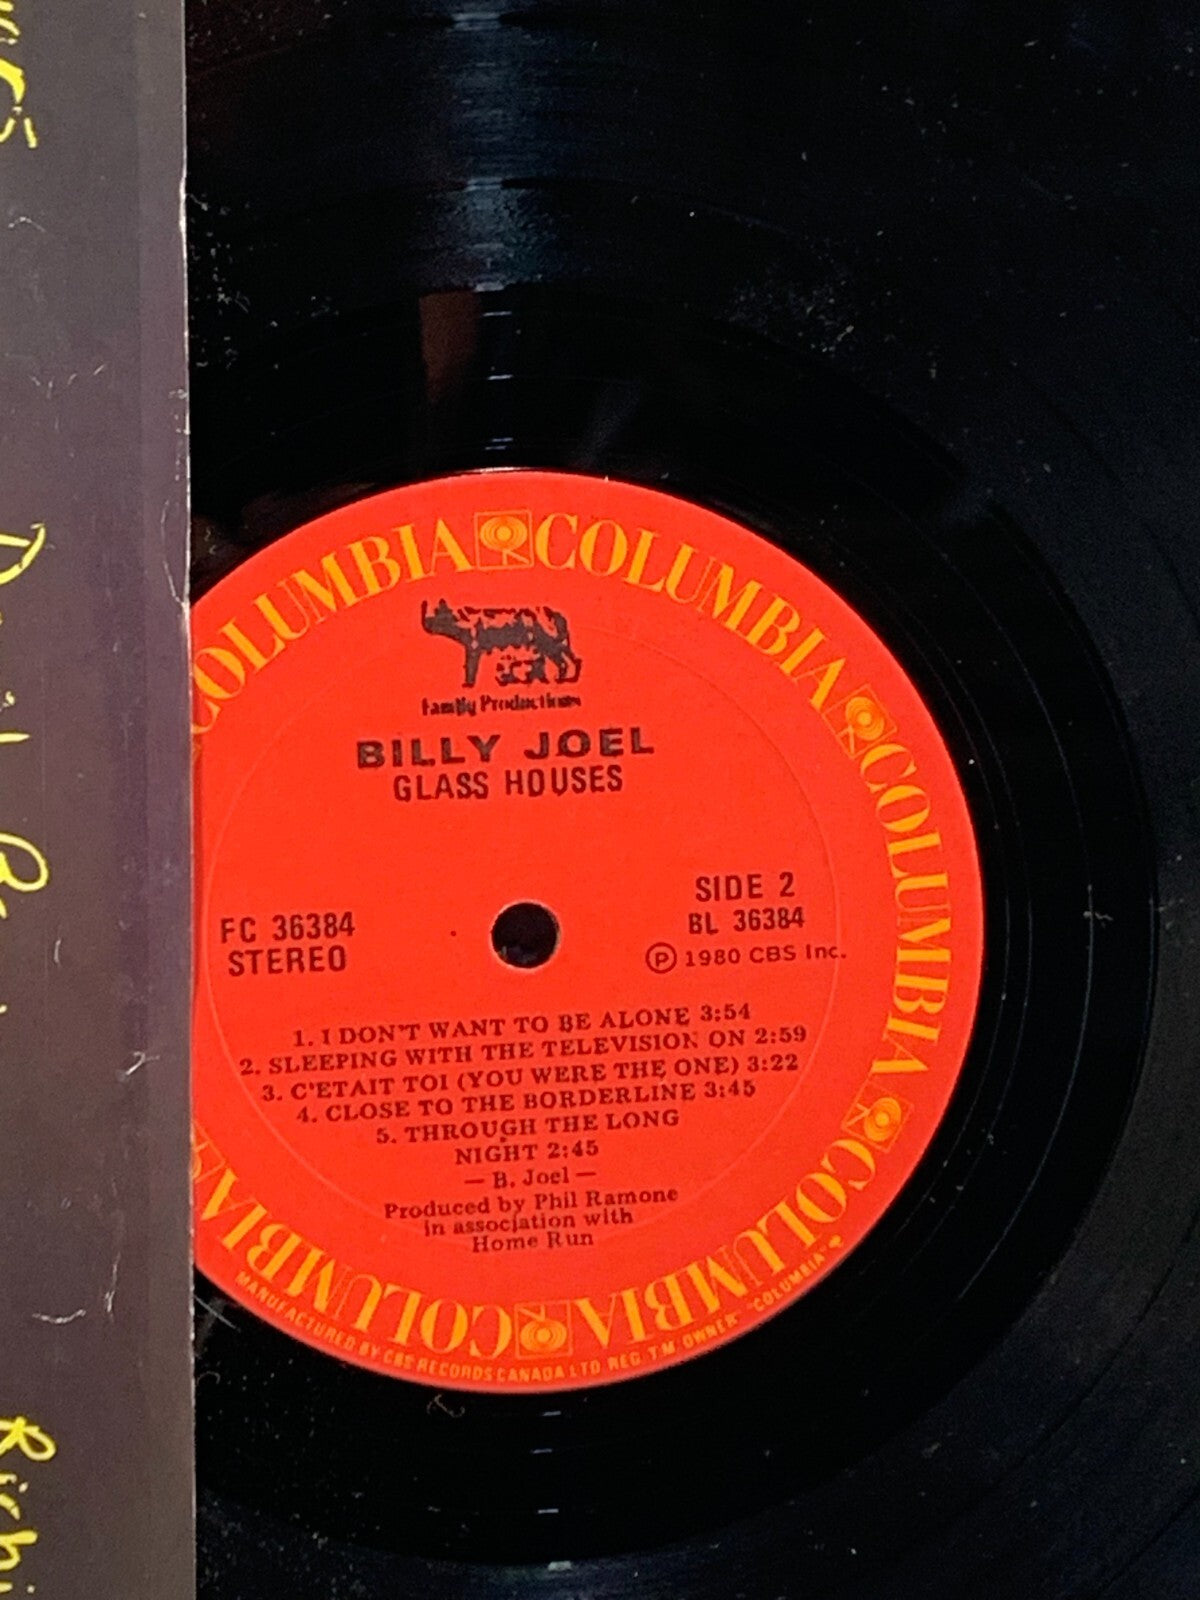 COLUMBIA COLUMBIA COLUMBIA COLUMBIA COLUMBIA COLUMBIA
Family Productions
BILLY JOEL
GLASS HOUSES
SIDE 2
FC 36384
BL 36384
STEREO
Ⓟ 1980 CBS Inc.
1. I DON'T WANT TO BE ALONE 3:54
2. SLEEPING WITH THE TELEVISION ON 2:59
3. C'ETAIT TOI (YOU WERE THE ONE) 3:22
4. CLOSE TO THE BORDERLINE 3:45
5. THROUGH THE LONG
NIGHT 2:45
— B. Joel —
Produced by Phil Ramone
in association with
Home Run
MANUFACTURED BY CBS RECORDS CANADA LTD REG. T.M. OWNER "COLUMBIA"